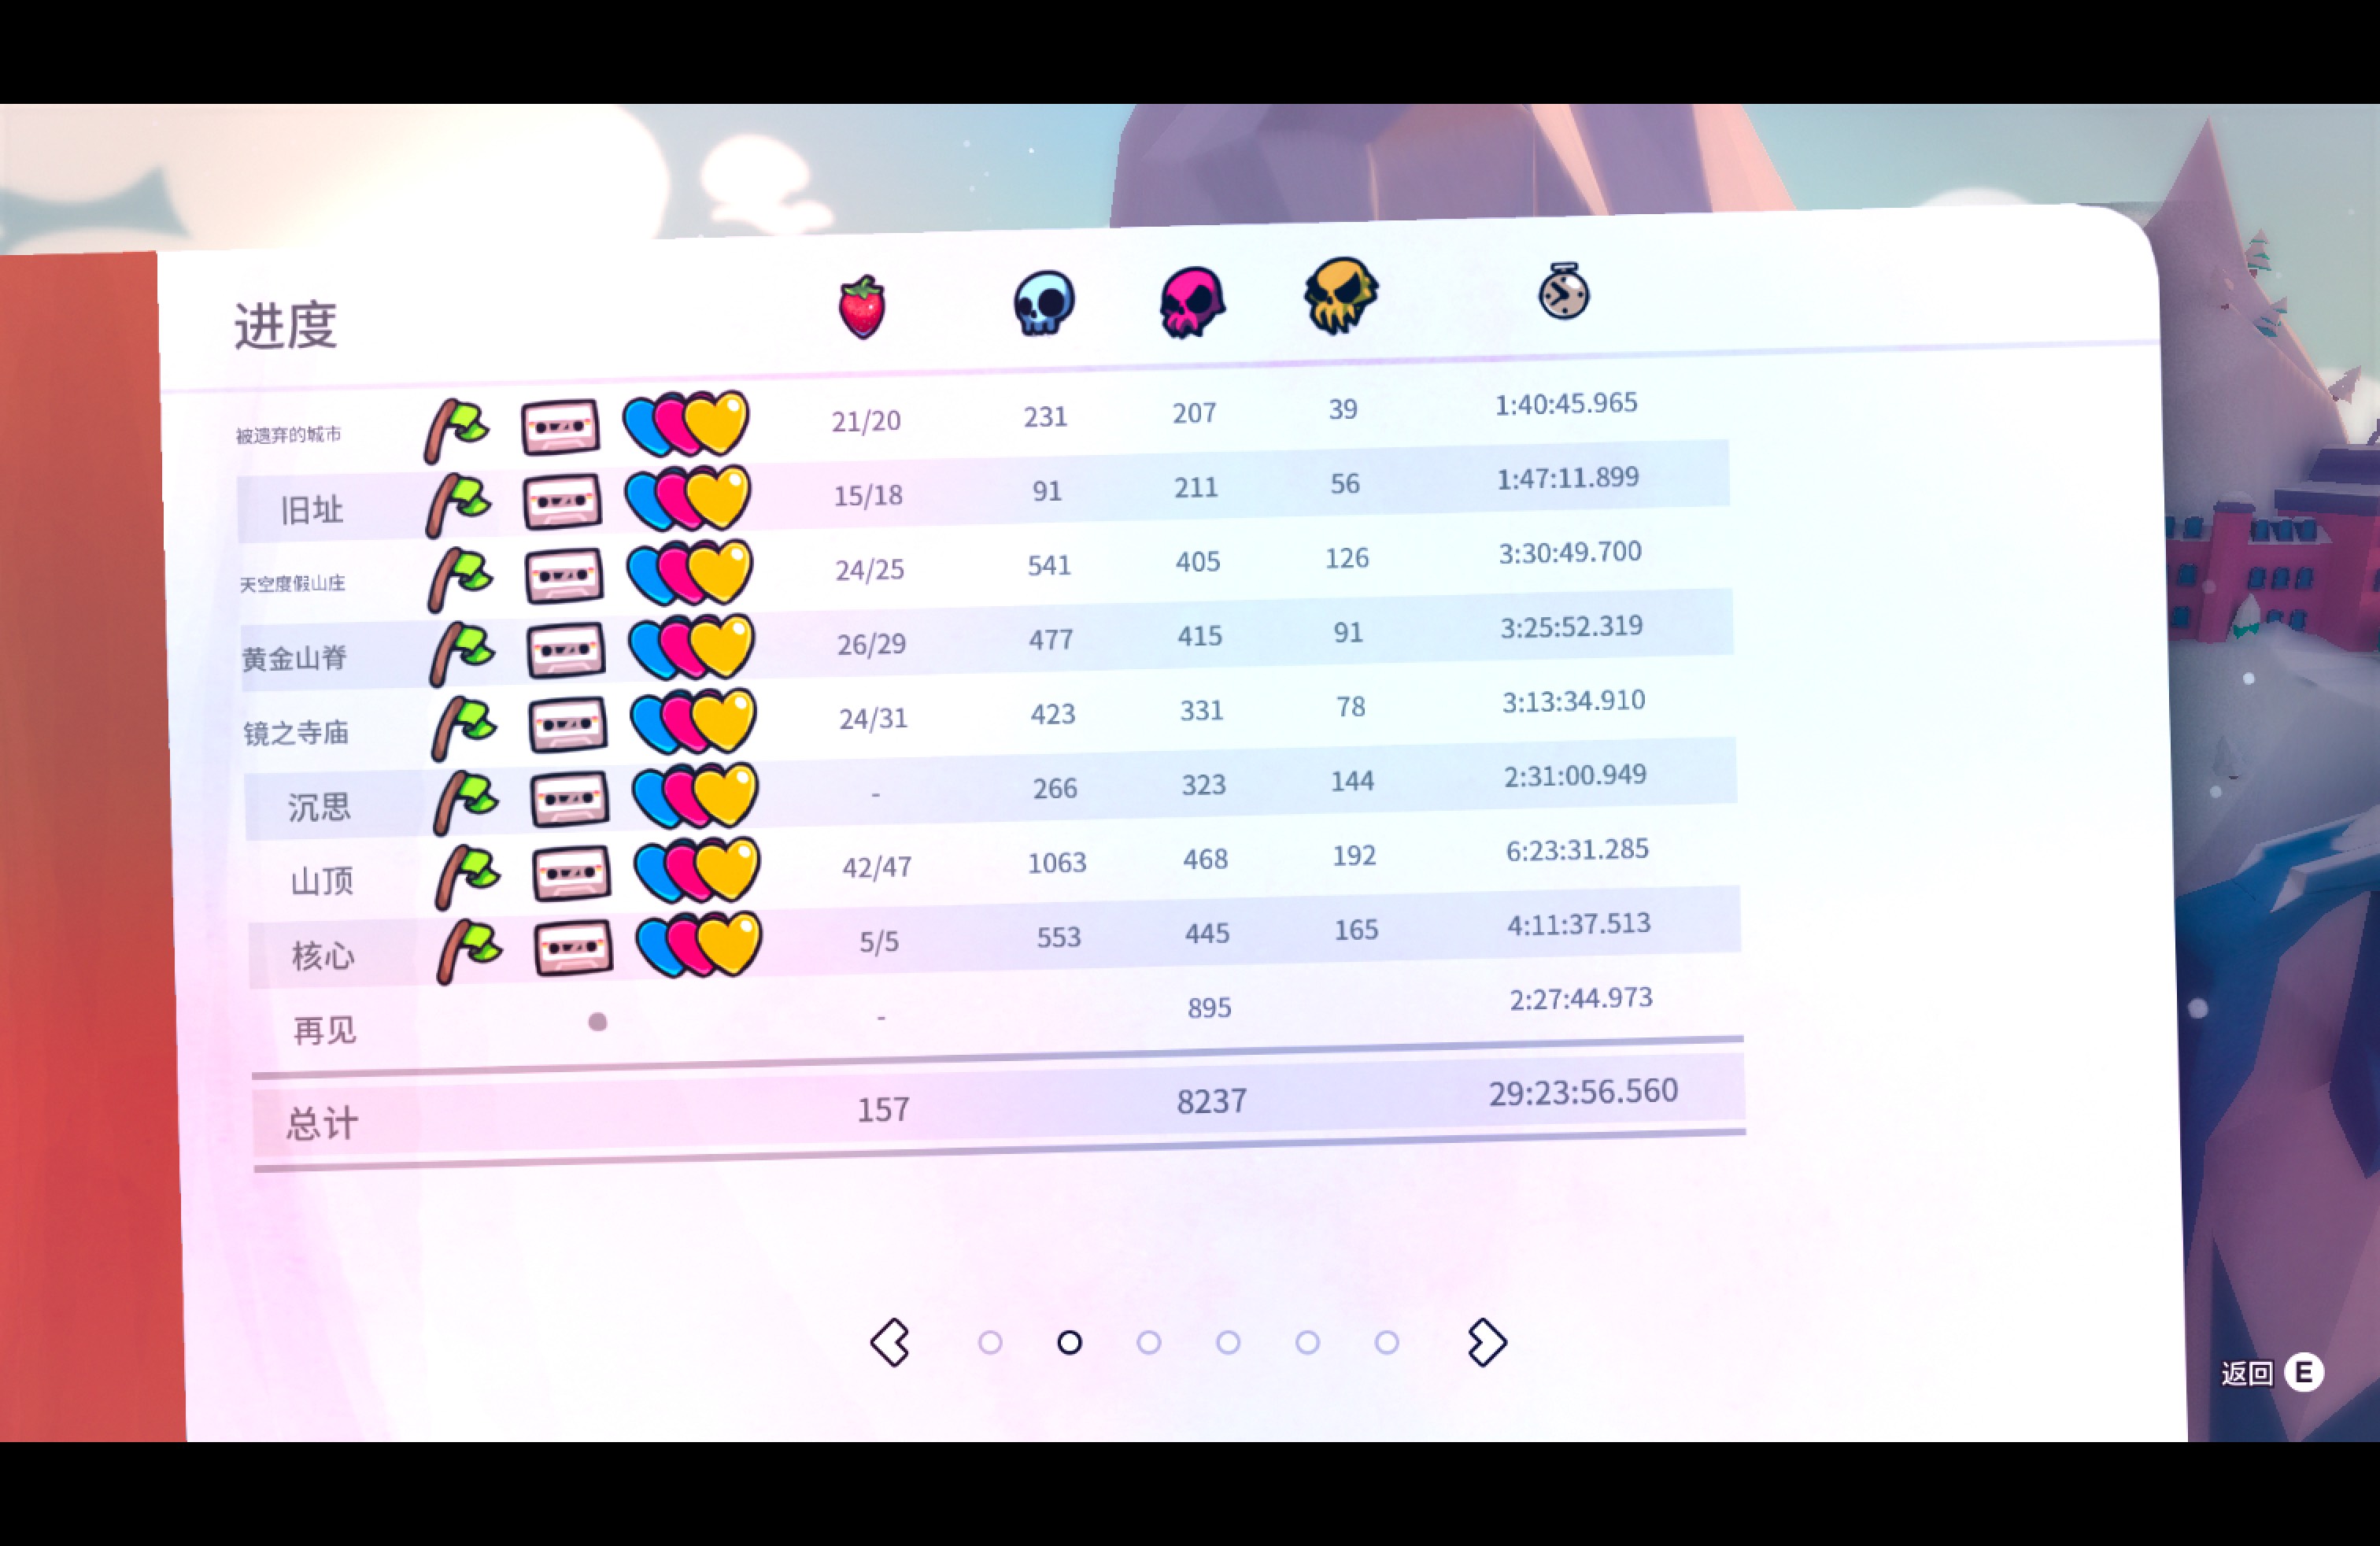 进度
被遗弃的城市 21/20 231 207 39 1:40:45.965
旧址 15/18 91 211 56 1:47:11.899
天空度假山庄 24/25 541 405 126 3:30:49.700
黄金山脊 26/29 477 415 91 3:25:52.319
镜之寺庙 24/31 423 331 78 3:13:34.910
沉思 - 266 323 144 2:31:00.949
山顶 42/47 1063 468 192 6:23:31.285
核心 5/5 553 445 165 4:11:37.513
再见 - 895 2:27:44.973
总计 157 8237 29:23:56.560
返回 E